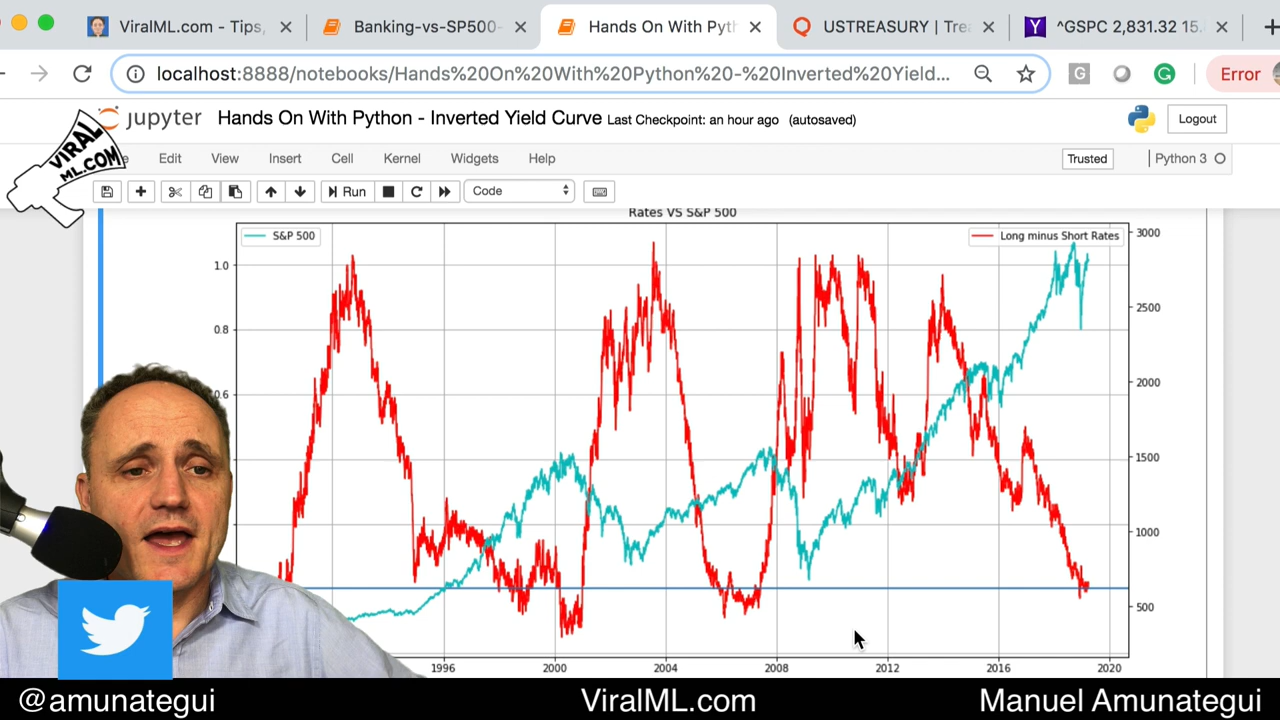 ViralML.com - Tips,
Banking-vs-SP500-
Hands On With Pyth
USTREASURY | Trea
^GSPC 2,831.32 15.
localhost:8888/notebooks/Hands%20On%20With%20Python%20-%20Inverted%20Yield...
G
G
Error
jupyter
Hands On With Python - Inverted Yield Curve
Last Checkpoint: an hour ago (autosaved)
Logout
VIRAL
ML.COM
Edit
View
Insert
Cell
Kernel
Widgets
Help
Trusted
Python 3
Run
Code
Rates VS S&P 500
S&P 500
Long minus Short Rates
1.0
0.8
0.6
3000
2500
2000
1500
1000
500
1996
2000
2004
2008
2012
2016
2020
@amunategui
ViralML.com
Manuel Amunategui